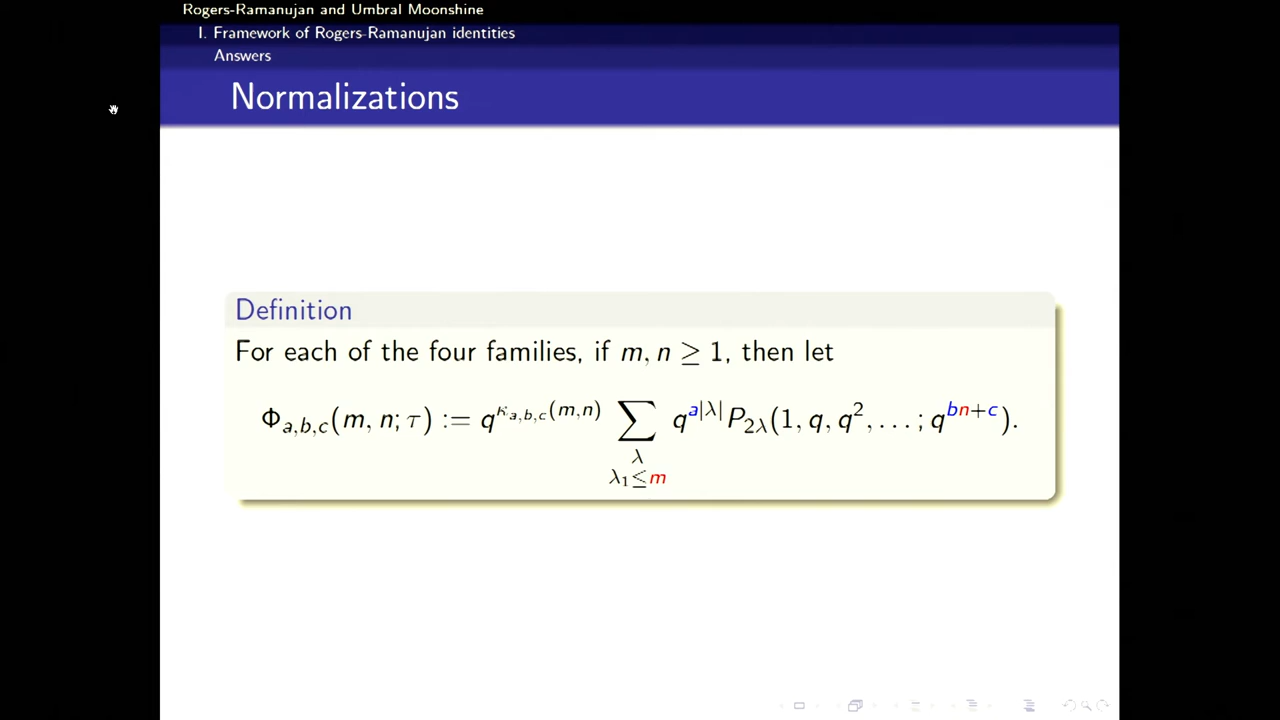 Rogers-Ramanujan and Umbral Moonshine
I. Framework of Rogers-Ramanujan identities
Answers
Normalizations
Definition
For each of the four families, if m, n ≥ 1, then let
Φ_{a,b,c}(m, n; τ) := q^{κ_{a,b,c}(m,n)} ∑_{λ, λ₁≤m} q^{a|λ|} P_{2λ}(1, q, q², . . . ; q^{bn+c}).